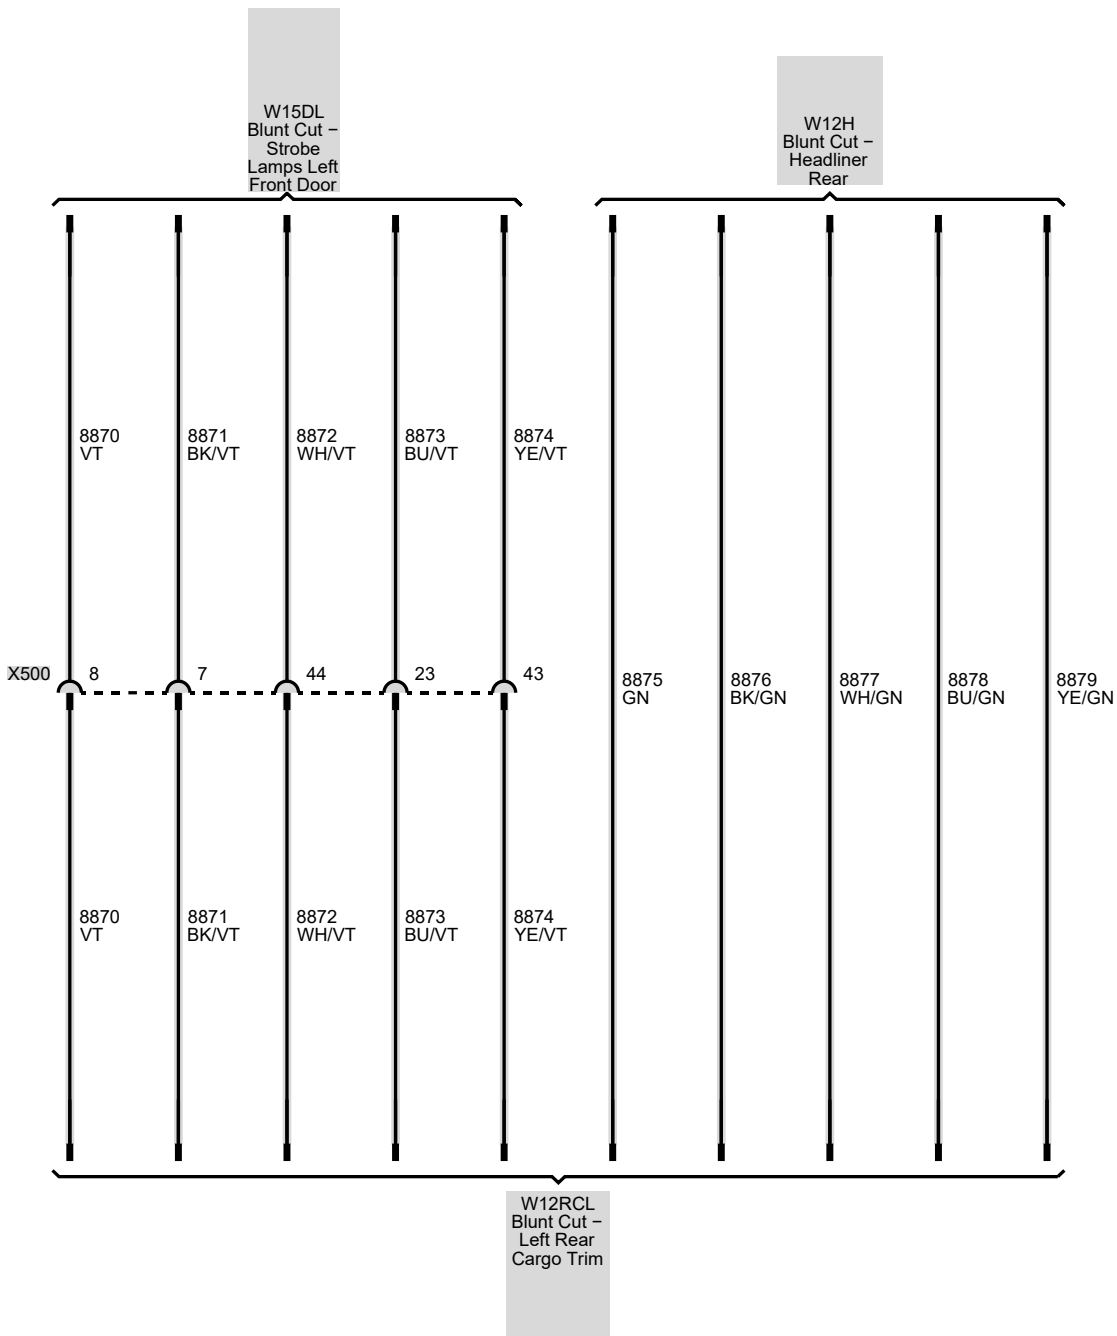 W15DL
Blunt Cut −
Strobe
Lamps Left
Front Door
W12H
Blunt Cut −
Headliner
Rear
8870
VT
8871
BK/VT
8872
WH/VT
8873
BU/VT
8874
YE/VT
X500
8
7
44
23
43
8875
GN
8876
BK/GN
8877
WH/GN
8878
BU/GN
8879
YE/GN
8870
VT
8871
BK/VT
8872
WH/VT
8873
BU/VT
8874
YE/VT
W12RCL
Blunt Cut −
Left Rear
Cargo Trim